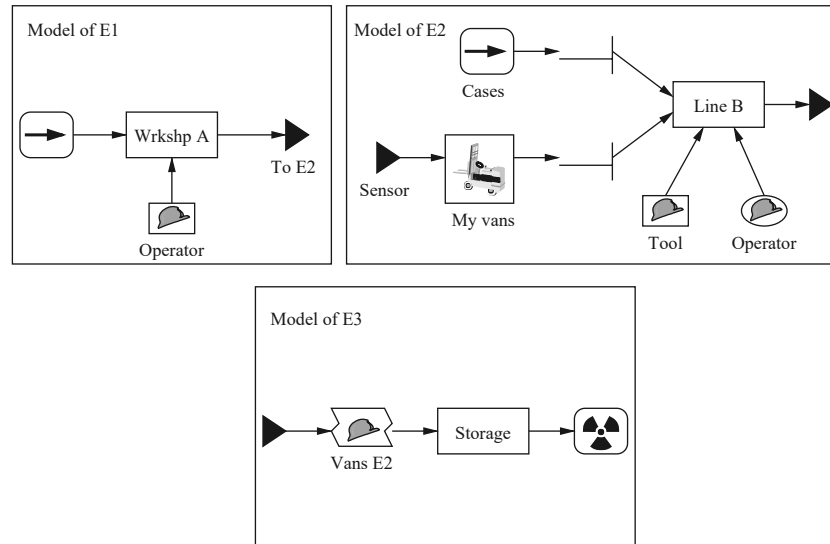 Model of E1
Wrkshp A
To E2
Operator
Model of E2
Cases
Line B
Sensor
My vans
Tool
Operator
Model of E3
Storage
Vans E2